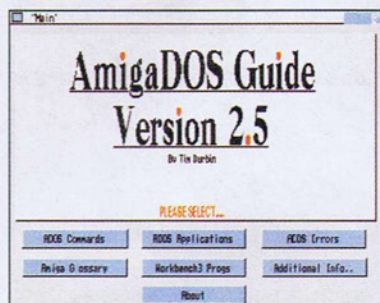 "Main"
AmigaDOS Guide
Version 2.5
By Tim Durbin
PLEASE SELECT....
ADOS Commands ADOS Applications ADOS Errors
Amiga Glossary Workbench3 Progs Additional Info..
About